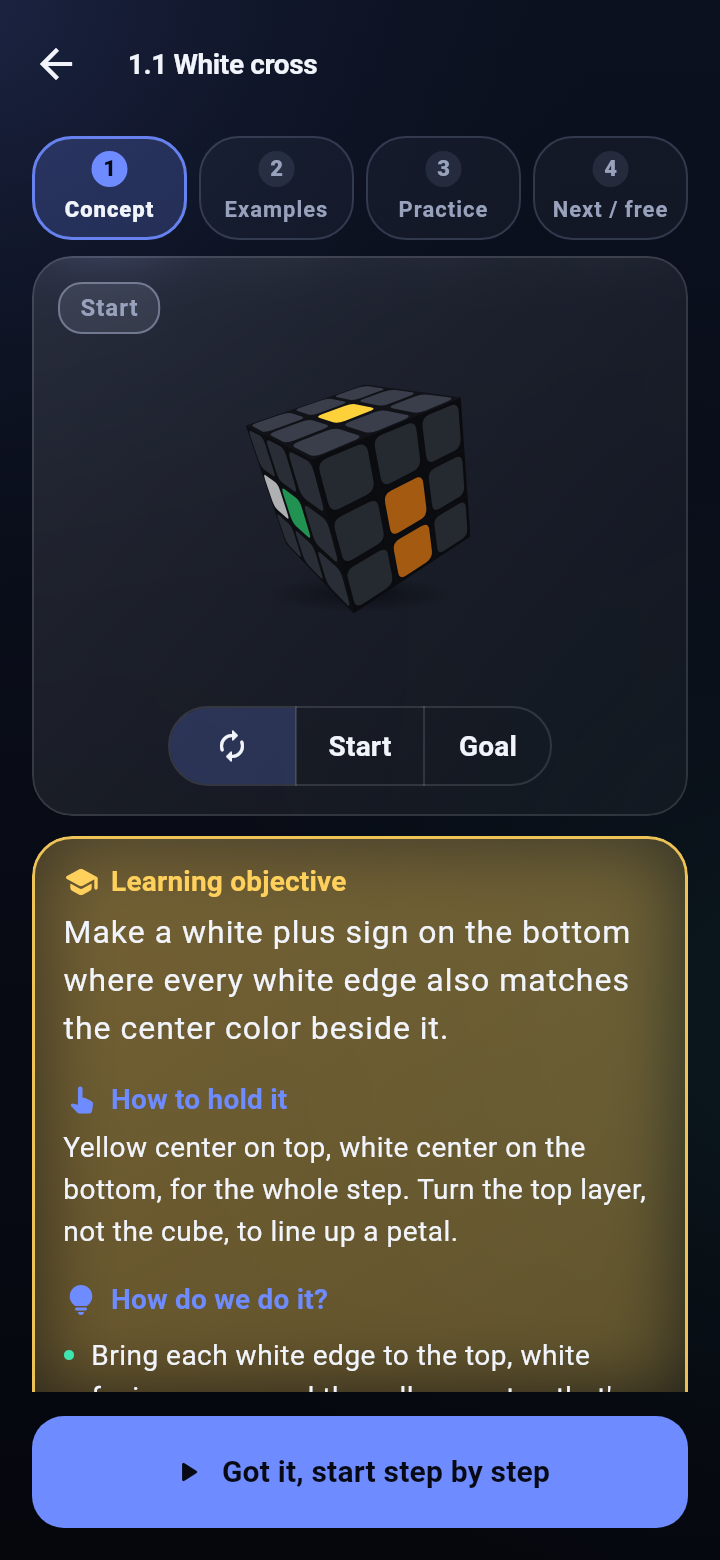 1.1 White cross
1
Concept
2
Examples
3
Practice
4
Next / free
Start
Start
Goal
Learning objective
Make a white plus sign on the bottom
where every white edge also matches
the center color beside it.
How to hold it
Yellow center on top, white center on the
bottom, for the whole step. Turn the top layer,
not the cube, to line up a petal.
How do we do it?
Bring each white edge to the top, white
Got it, start step by step